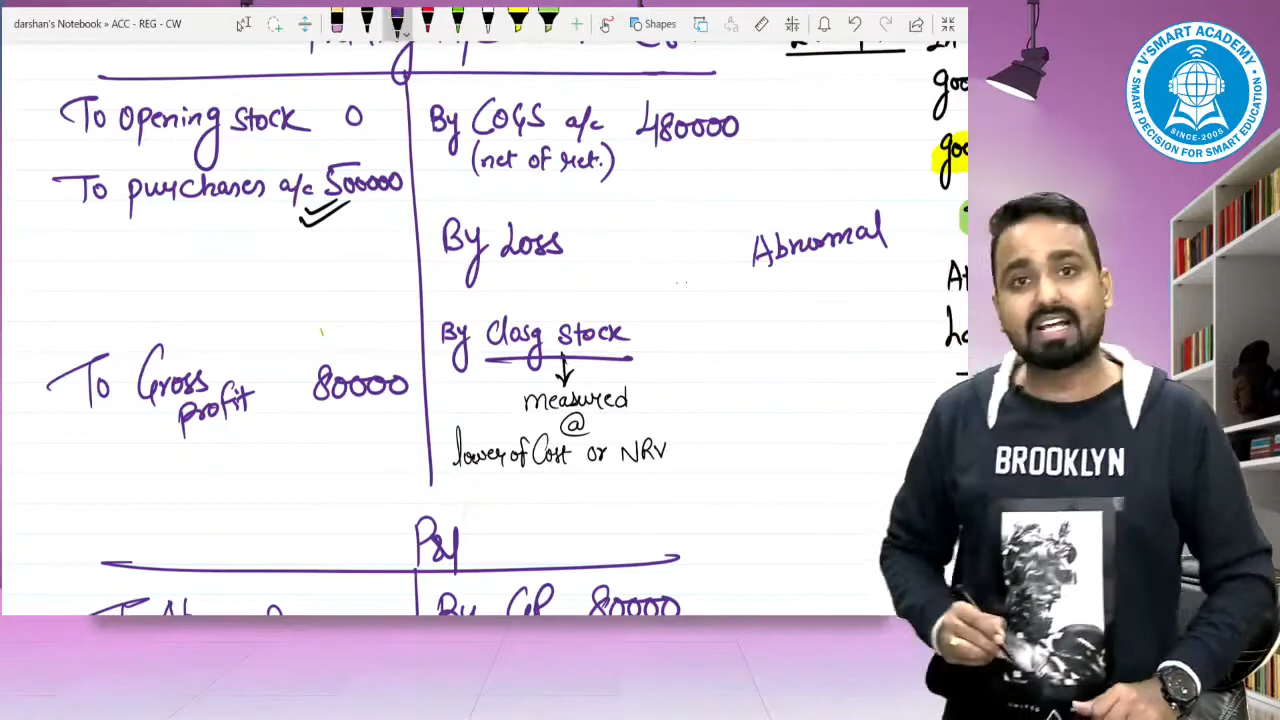 darshan's Notebook » ACC - REG - CW
Shapes
To opening stock 0
By COGS a/c 480000
(net of ret.)
To purchases a/c 500000
By Loss
Abnormal
By Closg stock
measured
@
lower of Cost or NRV
To Gross profit 80000
P&L
By GP 80000
goo
V'SMART ACADEMY
SMART DECISION FOR SMART EDUCATION
SINCE-2005
BROOKLYN